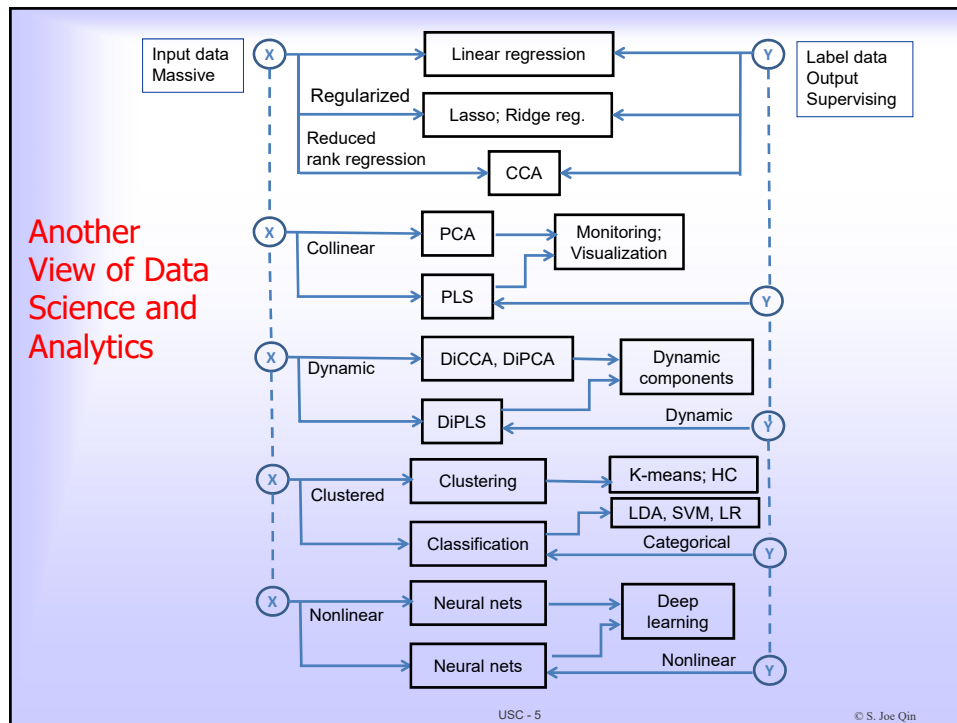 Input data
Massive
X
Linear regression
Y
Label data
Output
Supervising
Regularized
Lasso; Ridge reg.
Reduced
rank regression
CCA
Another
View of Data
Science and
Analytics
X
Collinear
PCA
Monitoring;
Visualization
PLS
Y
X
Dynamic
DiCCA, DiPCA
Dynamic
components
DiPLS
Dynamic
Y
X
Clustered
Clustering
K-means; HC
LDA, SVM, LR
Classification
Categorical
Y
X
Nonlinear
Neural nets
Deep
learning
Neural nets
Nonlinear
Y
USC - 5
© S. Joe Qin